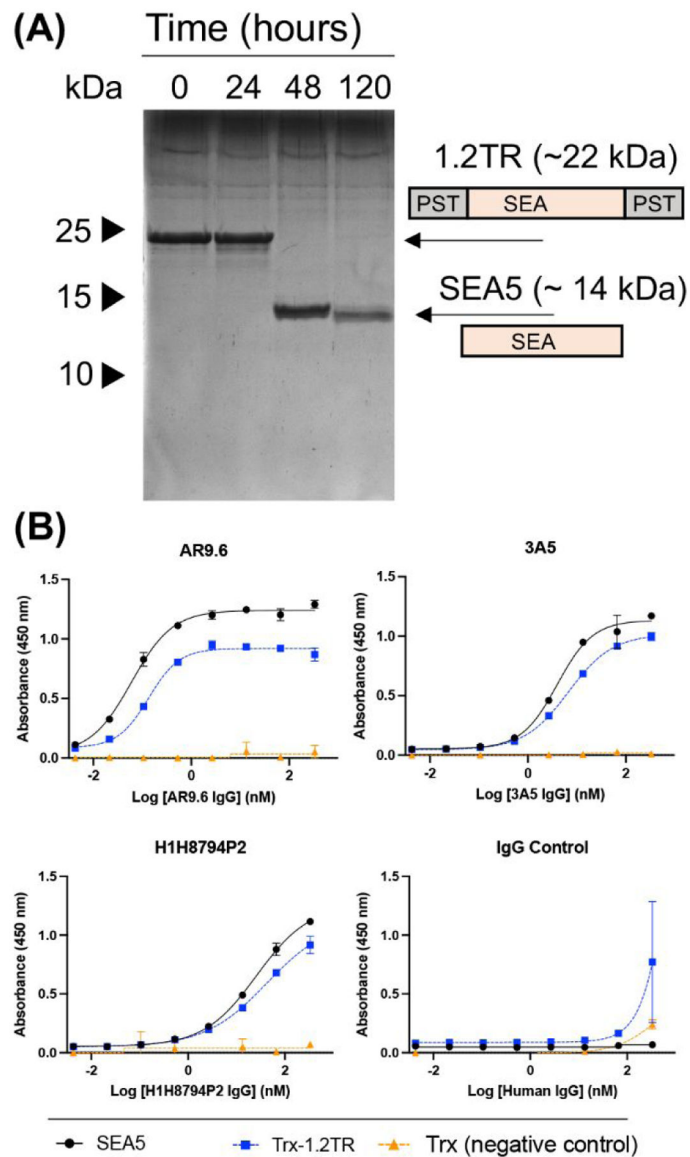 (A)
Time (hours)
kDa 0 24 48 120
1.2TR (~22 kDa)
PST SEA PST
25
SEA5 (~ 14 kDa)
15
SEA
10
(B)
AR9.6
1.5
1.0
0.5
0.0
Absorbance (450 nm)
-2 0 2
Log [AR9.6 IgG] (nM)
3A5
1.5
1.0
0.5
0.0
Absorbance (450 nm)
-2 0 2
Log [3A5 IgG] (nM)
H1H8794P2
1.5
1.0
0.5
0.0
Absorbance (450 nm)
-2 0 2
Log [H1H8794P2 IgG] (nM)
IgG Control
1.5
1.0
0.5
0.0
Absorbance (450 nm)
-2 0 2
Log [Human IgG] (nM)
SEA5 Trx-1.2TR Trx (negative control)